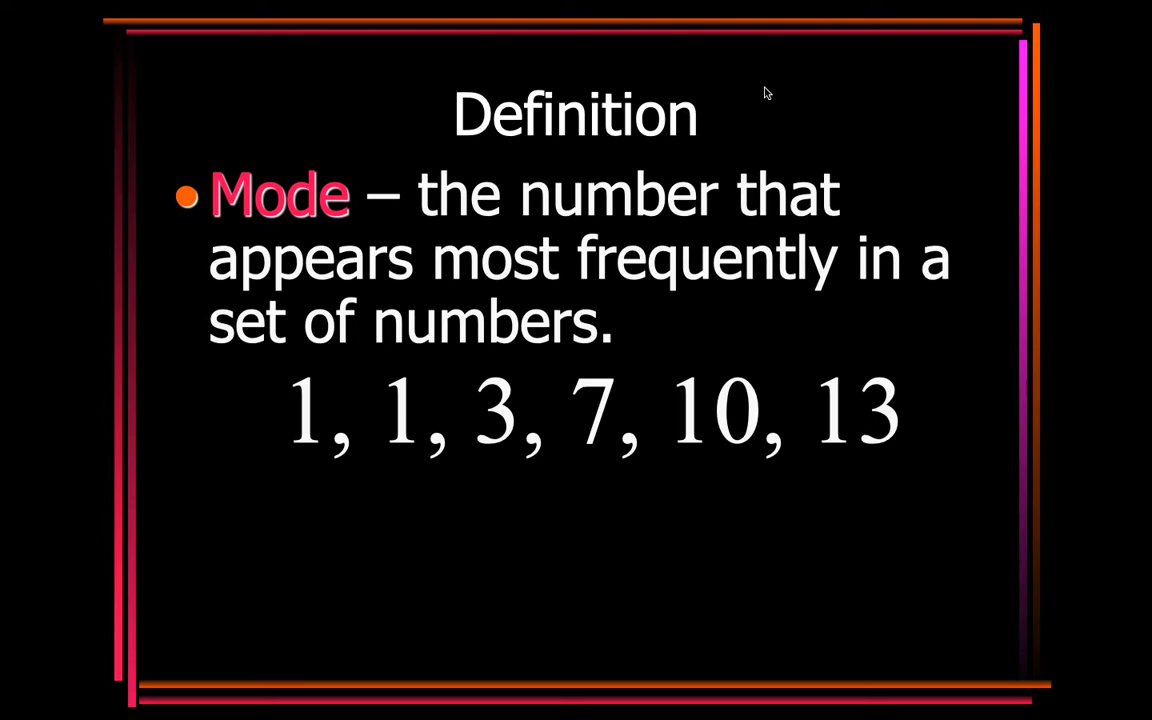 Definition
Mode – the number that
appears most frequently in a
set of numbers.
1, 1, 3, 7, 10, 13